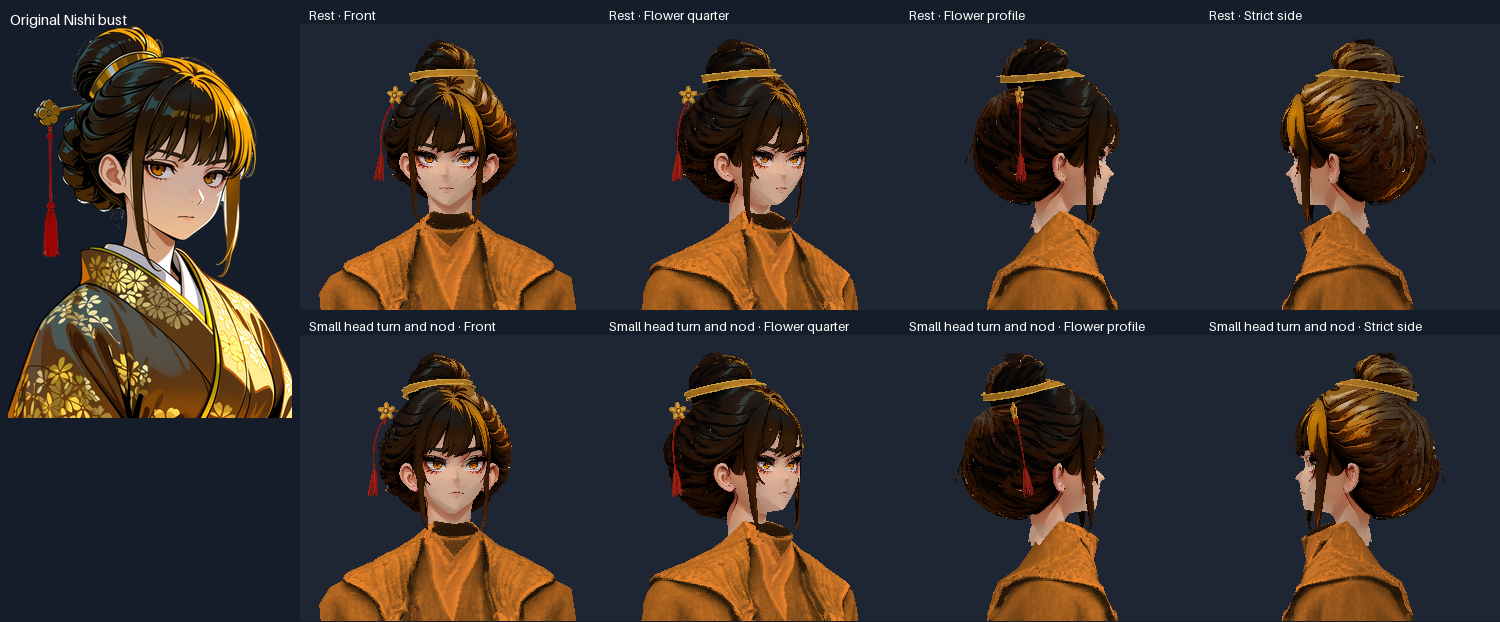 Original Nishi bust
Rest · Front
Rest · Flower quarter
Rest · Flower profile
Rest · Strict side
Small head turn and nod · Front
Small head turn and nod · Flower quarter
Small head turn and nod · Flower profile
Small head turn and nod · Strict side